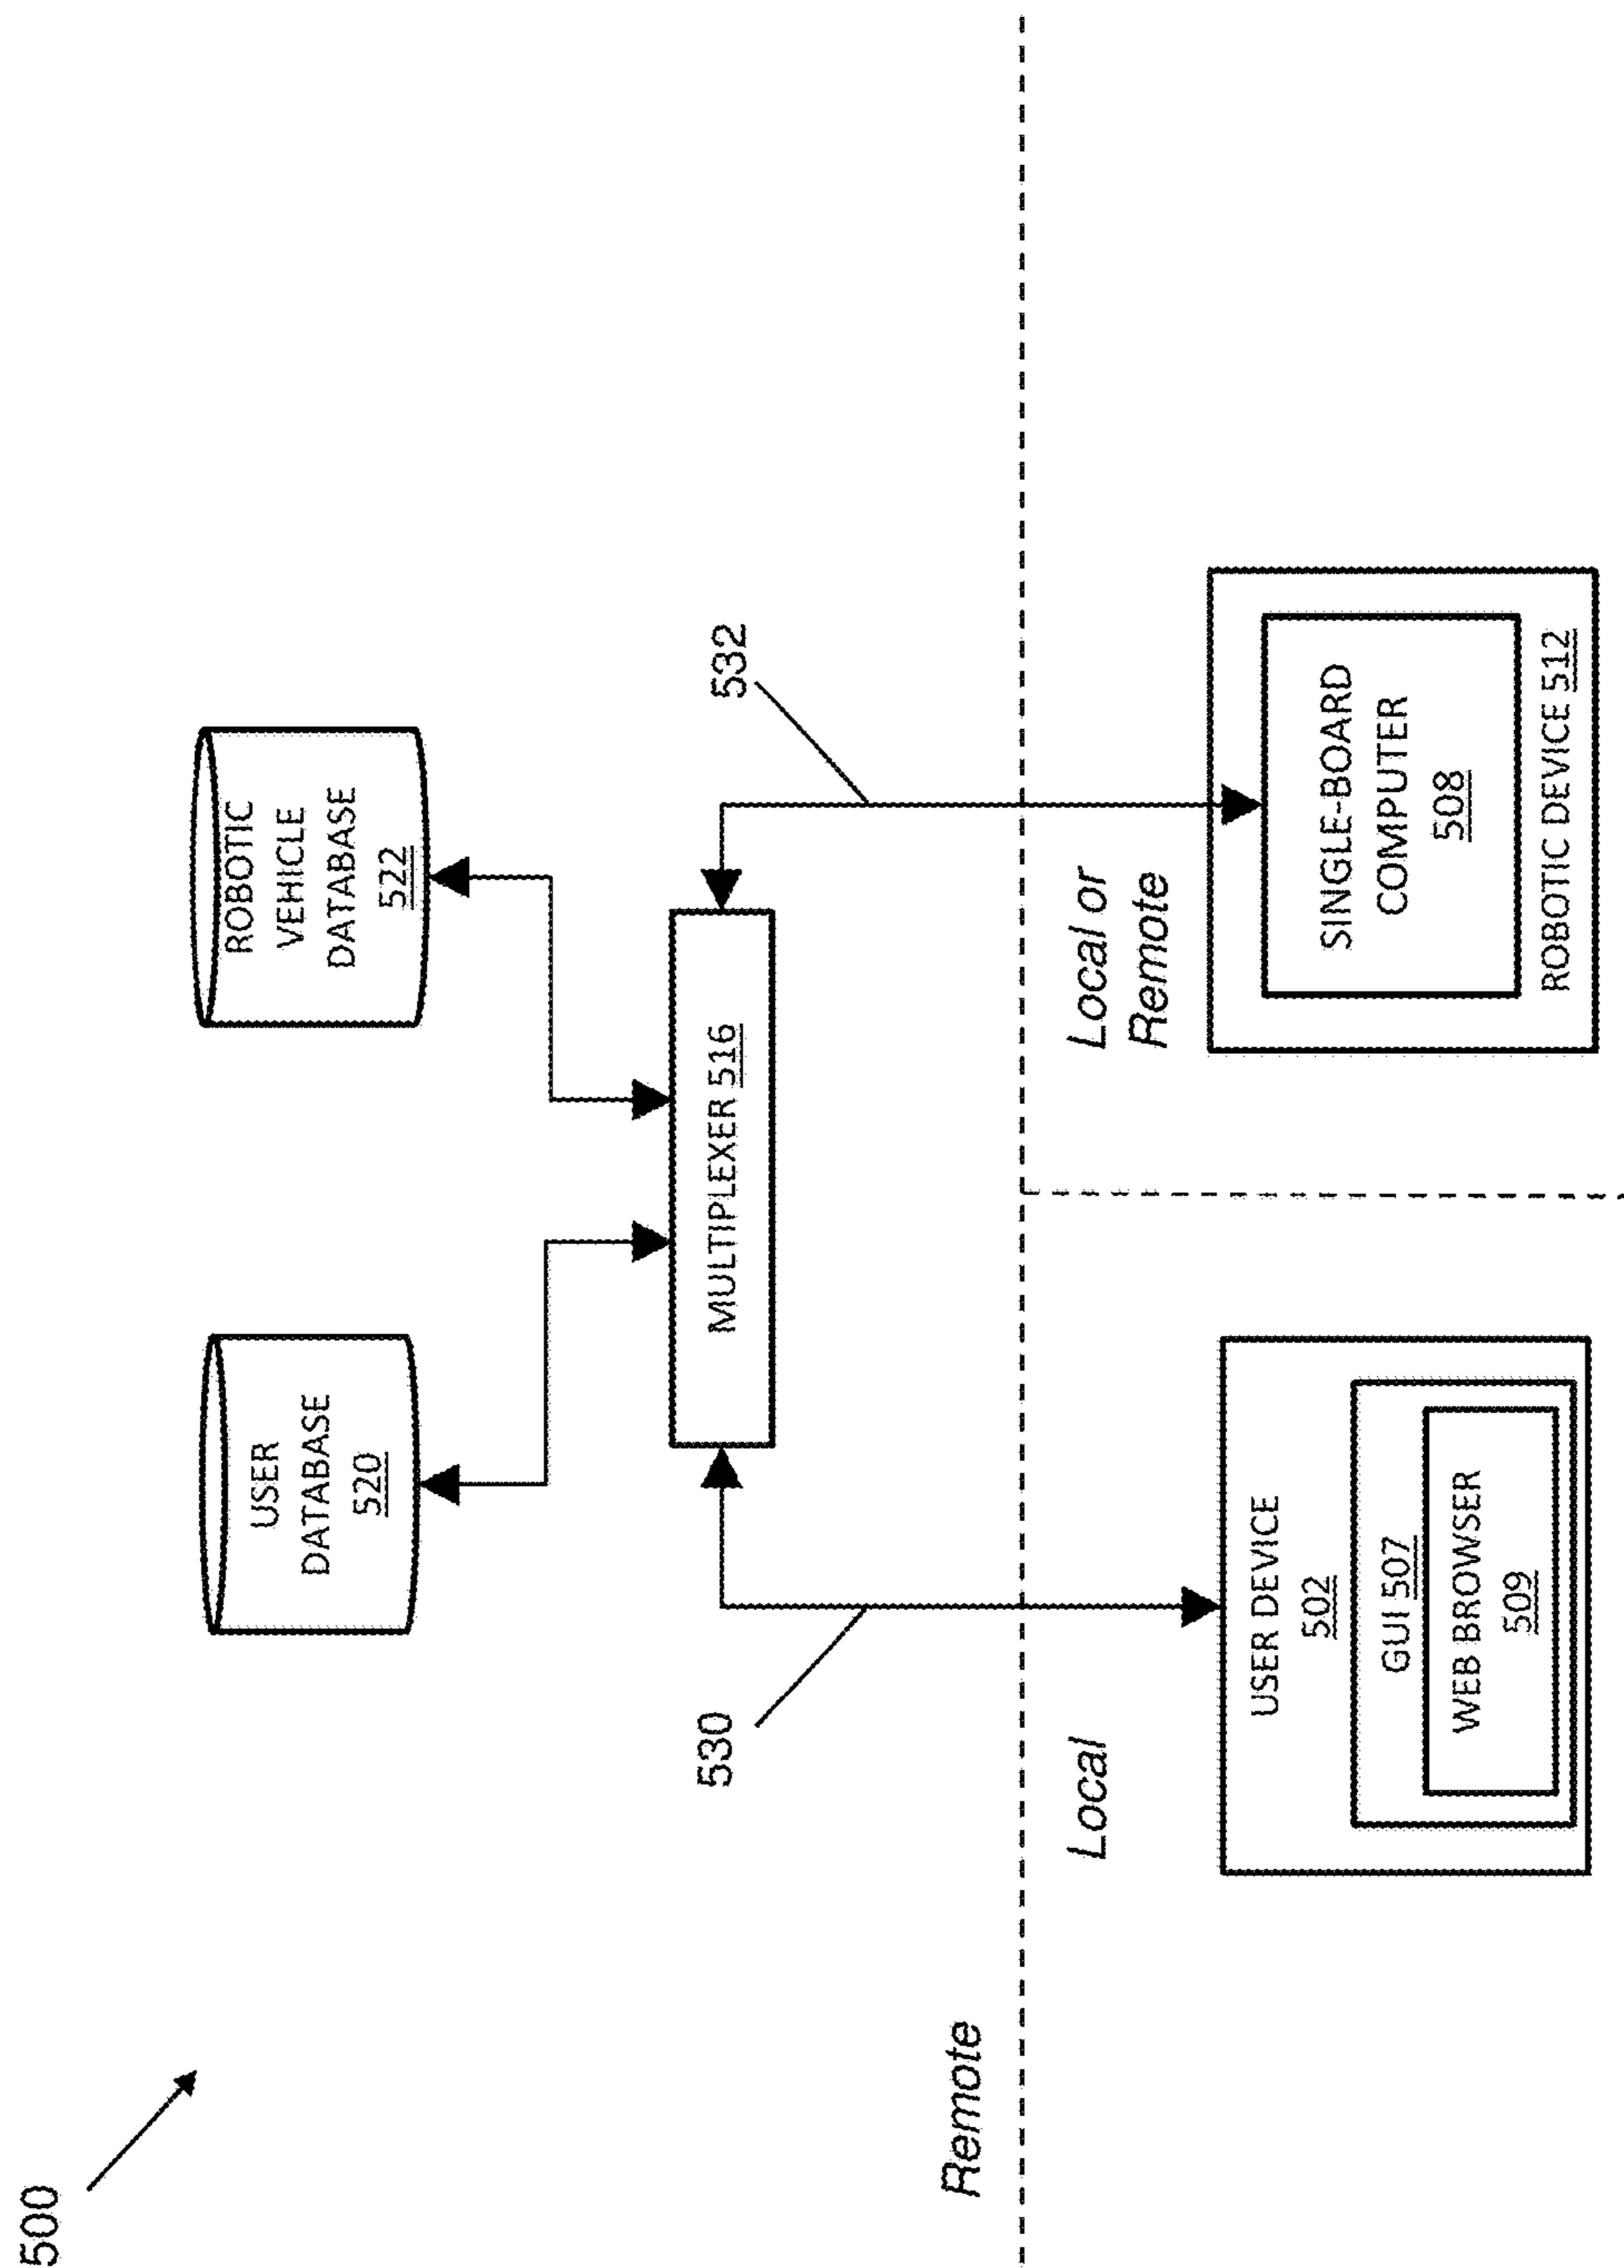 500
USER
DATABASE
520
ROBOTIC
VEHICLE
DATABASE
522
MULTIPLEXER 516
530
532
Remote
Local
Local or
Remote
USER DEVICE
502
GUI 507
WEB BROWSER
509
SINGLE-BOARD
COMPUTER
508
ROBOTIC DEVICE 512